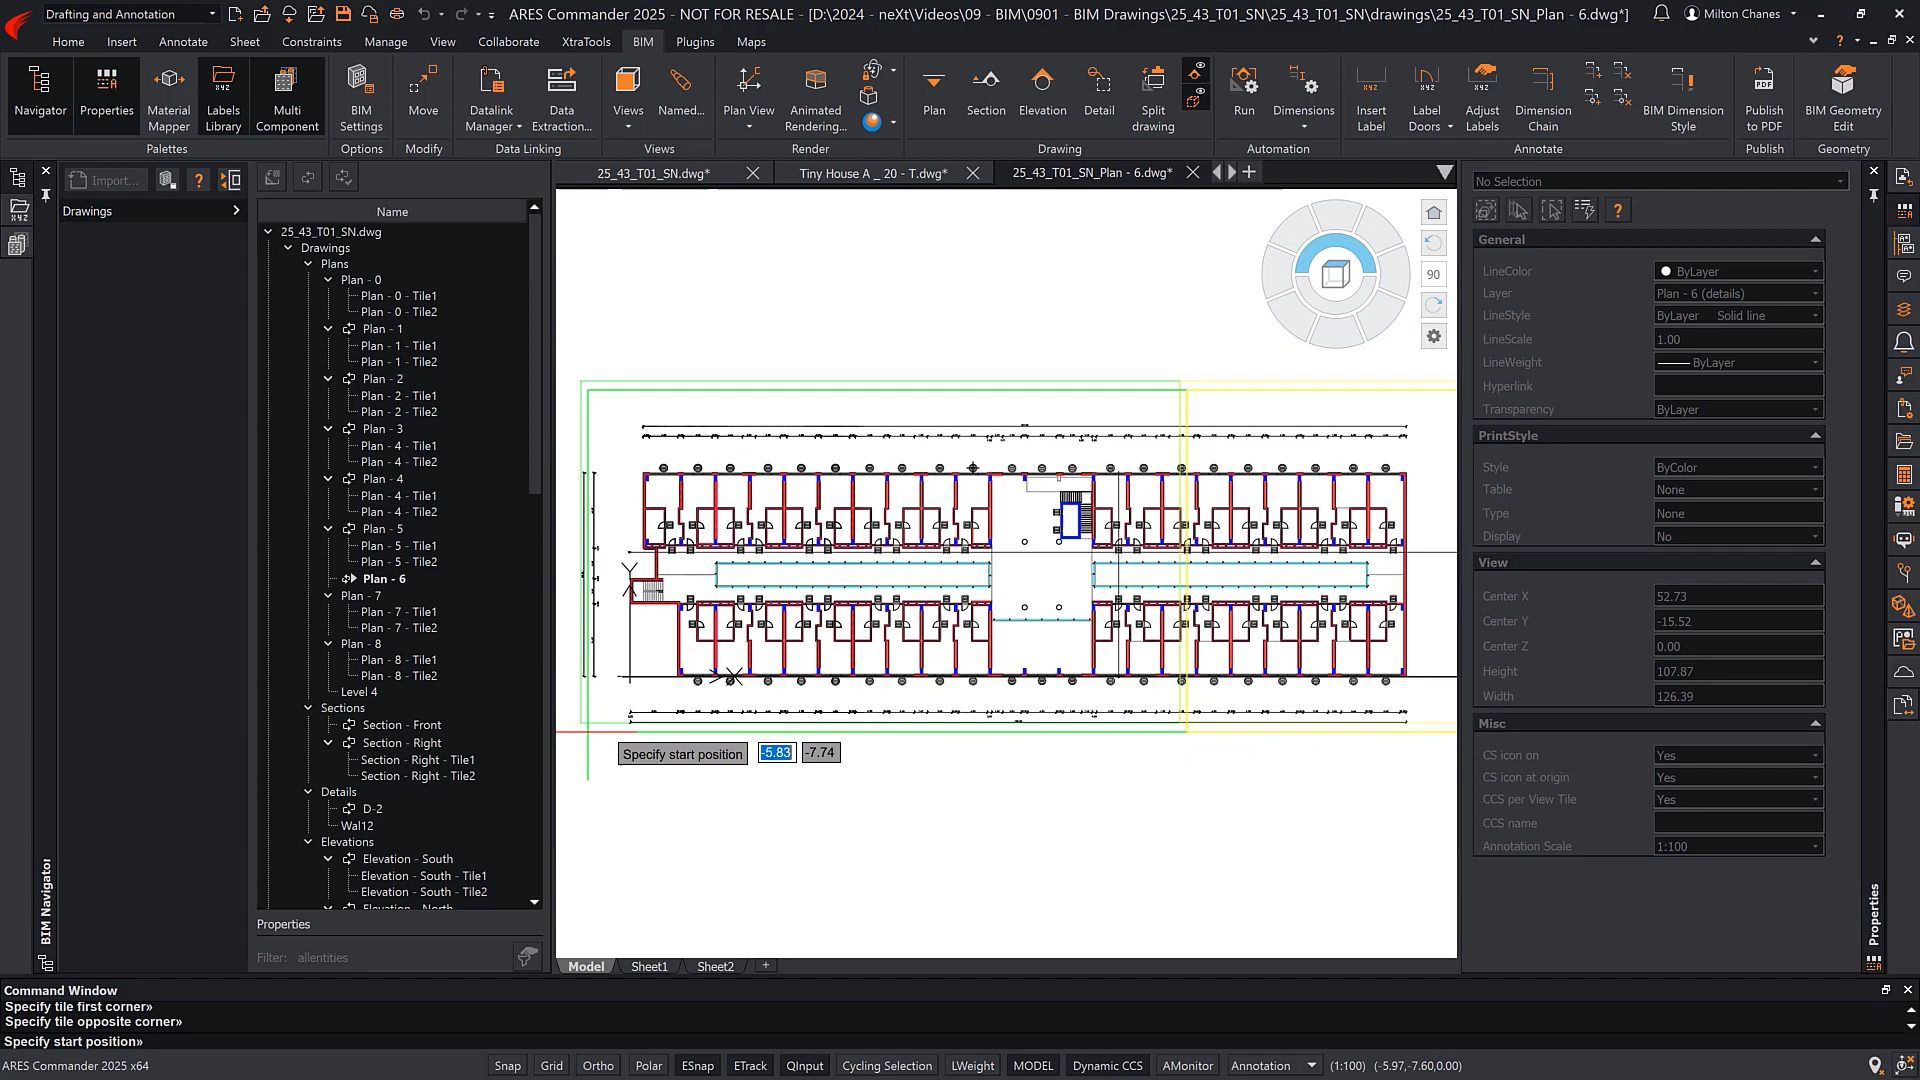 Drafting and Annotation
ARES Commander 2025 - NOT FOR RESALE - [D:\2024 - neXt\Videos\09 - BIM\0901 - BIM Drawings\25_43_T01_SN\25_43_T01_SN\drawings\25_43_T01_SN_Plan - 6.dwg*]
Milton Chanes
Home Insert Annotate Sheet Constraints Manage View Collaborate XtraTools BIM Plugins Maps
Navigator
Properties
Material Mapper
Labels Library
Multi Component
BIM Settings
Move
Datalink Manager
Data Extraction...
Views
Named...
Plan View
Animated Rendering...
Plan
Section
Elevation
Detail
Split drawing
Run
Dimensions
Insert Label
Label Doors
Adjust Labels
Dimension Chain
BIM Dimension Style
Publish to PDF
BIM Geometry Edit
Palettes Options Modify Data Linking Views Render Drawing Automation Annotate Publish Geometry
Import...
Drawings
Name
25_43_T01_SN.dwg
Drawings
Plans
Plan - 0
Plan - 0 - Tile1
Plan - 0 - Tile2
Plan - 1
Plan - 1 - Tile1
Plan - 1 - Tile2
Plan - 2
Plan - 2 - Tile1
Plan - 2 - Tile2
Plan - 3
Plan - 4 - Tile1
Plan - 4 - Tile2
Plan - 4
Plan - 4 - Tile1
Plan - 4 - Tile2
Plan - 5
Plan - 5 - Tile1
Plan - 5 - Tile2
Plan - 6
Plan - 7
Plan - 7 - Tile1
Plan - 7 - Tile2
Plan - 8
Plan - 8 - Tile1
Plan - 8 - Tile2
Level 4
Sections
Section - Front
Section - Right
Section - Right - Tile1
Section - Right - Tile2
Details
D-2
Wal12
Elevations
Elevation - South
Elevation - South - Tile1
Elevation - South - Tile2
Elevation - North
Properties
Filter: allentities
BIM Navigator
25_43_T01_SN.dwg*
Tiny House A _ 20 - T.dwg*
25_43_T01_SN_Plan - 6.dwg*
90
Specify start position -5.83 -7.74
Model Sheet1 Sheet2
No Selection
General
LineColor ByLayer
Layer Plan - 6 (details)
LineStyle ByLayer Solid line
LineScale 1.00
LineWeight ByLayer
Hyperlink
Transparency ByLayer
PrintStyle
Style ByColor
Table None
Type None
Display No
View
Center X 52.73
Center Y -15.52
Center Z 0.00
Height 107.87
Width 126.39
Misc
CS icon on Yes
CS icon at origin Yes
CCS per View Tile Yes
CCS name
Annotation Scale 1:100
Properties
Command Window
Specify tile first corner»
Specify tile opposite corner»
Specify start position»
ARES Commander 2025 x64
Snap Grid Ortho Polar ESnap ETrack QInput Cycling Selection LWeight MODEL Dynamic CCS AMonitor Annotation (1:100) (-5.97,-7.60,0.00)